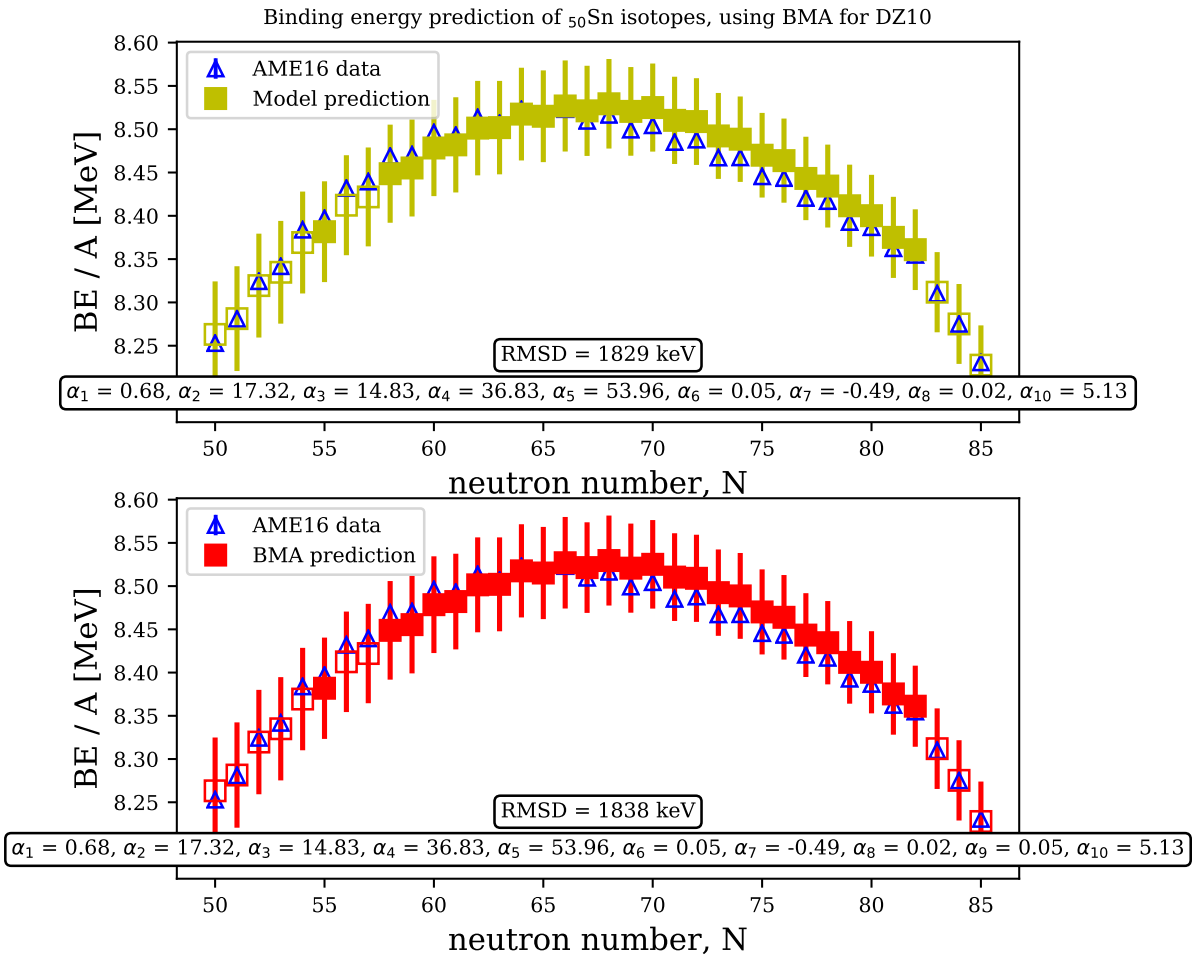 Binding energy prediction of ₅₀Sn isotopes, using BMA for DZ10
8.60
8.55
8.50
8.45
8.40
8.35
8.30
8.25
BE / A [MeV]
AME16 data
Model prediction
RMSD = 1829 keV
α₁ = 0.68, α₂ = 17.32, α₃ = 14.83, α₄ = 36.83, α₅ = 53.96, α₆ = 0.05, α₇ = -0.49, α₈ = 0.02, α₁₀ = 5.13
50 55 60 65 70 75 80 85
neutron number, N
8.60
8.55
8.50
8.45
8.40
8.35
8.30
8.25
BE / A [MeV]
AME16 data
BMA prediction
RMSD = 1838 keV
α₁ = 0.68, α₂ = 17.32, α₃ = 14.83, α₄ = 36.83, α₅ = 53.96, α₆ = 0.05, α₇ = -0.49, α₈ = 0.02, α₉ = 0.05, α₁₀ = 5.13
50 55 60 65 70 75 80 85
neutron number, N